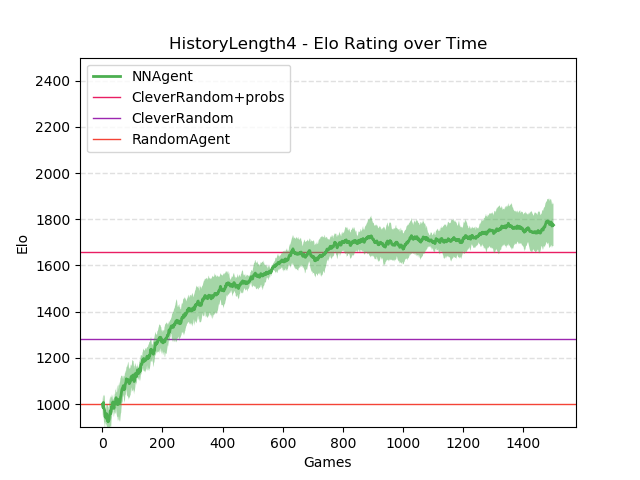 HistoryLength4 - Elo Rating over Time
NNAgent
CleverRandom+probs
CleverRandom
RandomAgent
2400
2200
2000
1800
1600
1400
1200
1000
Elo
0 200 400 600 800 1000 1200 1400
Games